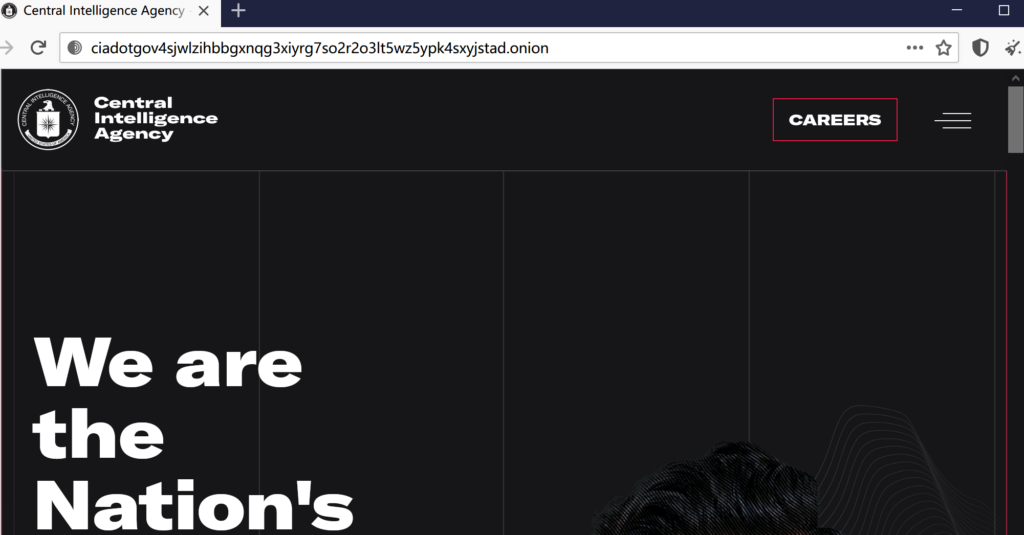 Central Intelligence Agency
ciadotgov4sjwlzihbbgxnqg3xiyrg7so2r2o3lt5wz5ypk4sxyjstad.onion
CENTRAL INTELLIGENCE AGENCY
UNITED STATES OF AMERICA
Central
Intelligence
Agency
CAREERS
We are
the
Nation's